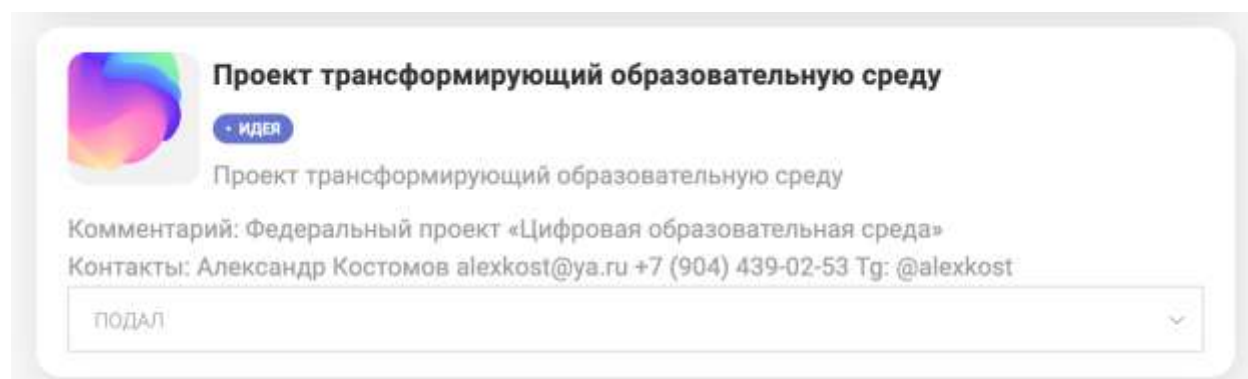 Проект трансформирующий образовательную среду
• ИДЕЯ
Проект трансформирующий образовательную среду
Комментарий: Федеральный проект «Цифровая образовательная среда»
Контакты: Александр Костомов alexkost@ya.ru +7 (904) 439-02-53 Tg: @alexkost
ПОДАЛ